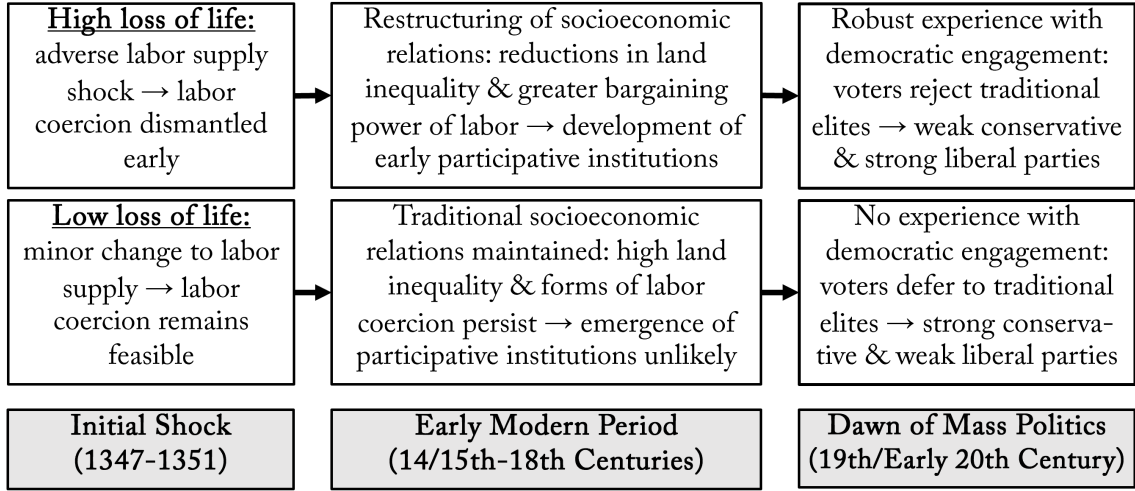 High loss of life:
adverse labor supply
shock → labor
coercion dismantled
early
Restructuring of socioeconomic
relations: reductions in land
inequality & greater bargaining
power of labor → development of
early participative institutions
Robust experience with
democratic engagement:
voters reject traditional
elites → weak conservative
& strong liberal parties
Low loss of life:
minor change to labor
supply → labor
coercion remains
feasible
Traditional socioeconomic
relations maintained: high land
inequality & forms of labor
coercion persist → emergence of
participative institutions unlikely
No experience with
democratic engagement:
voters defer to traditional
elites → strong conserva-
tive & weak liberal parties
Initial Shock
(1347-1351)
Early Modern Period
(14/15th-18th Centuries)
Dawn of Mass Politics
(19th/Early 20th Century)